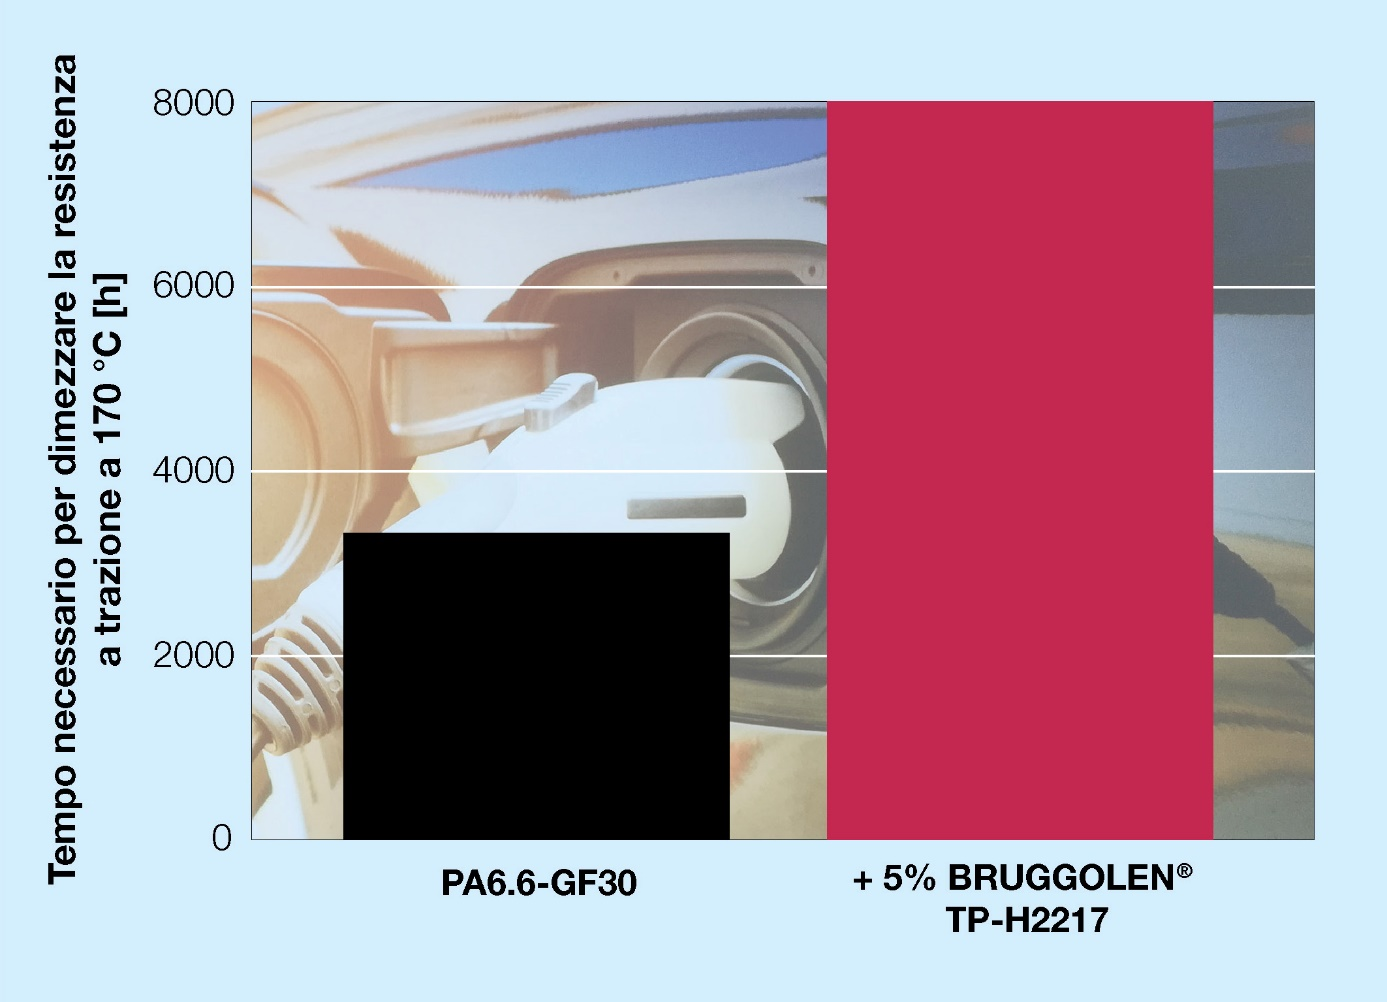 Tempo necessario per dimezzare la resistenza
a trazione a 170 °C [h]
8000
6000
4000
2000
0
PA6.6-GF30
+ 5% BRUGGOLEN®
TP-H2217